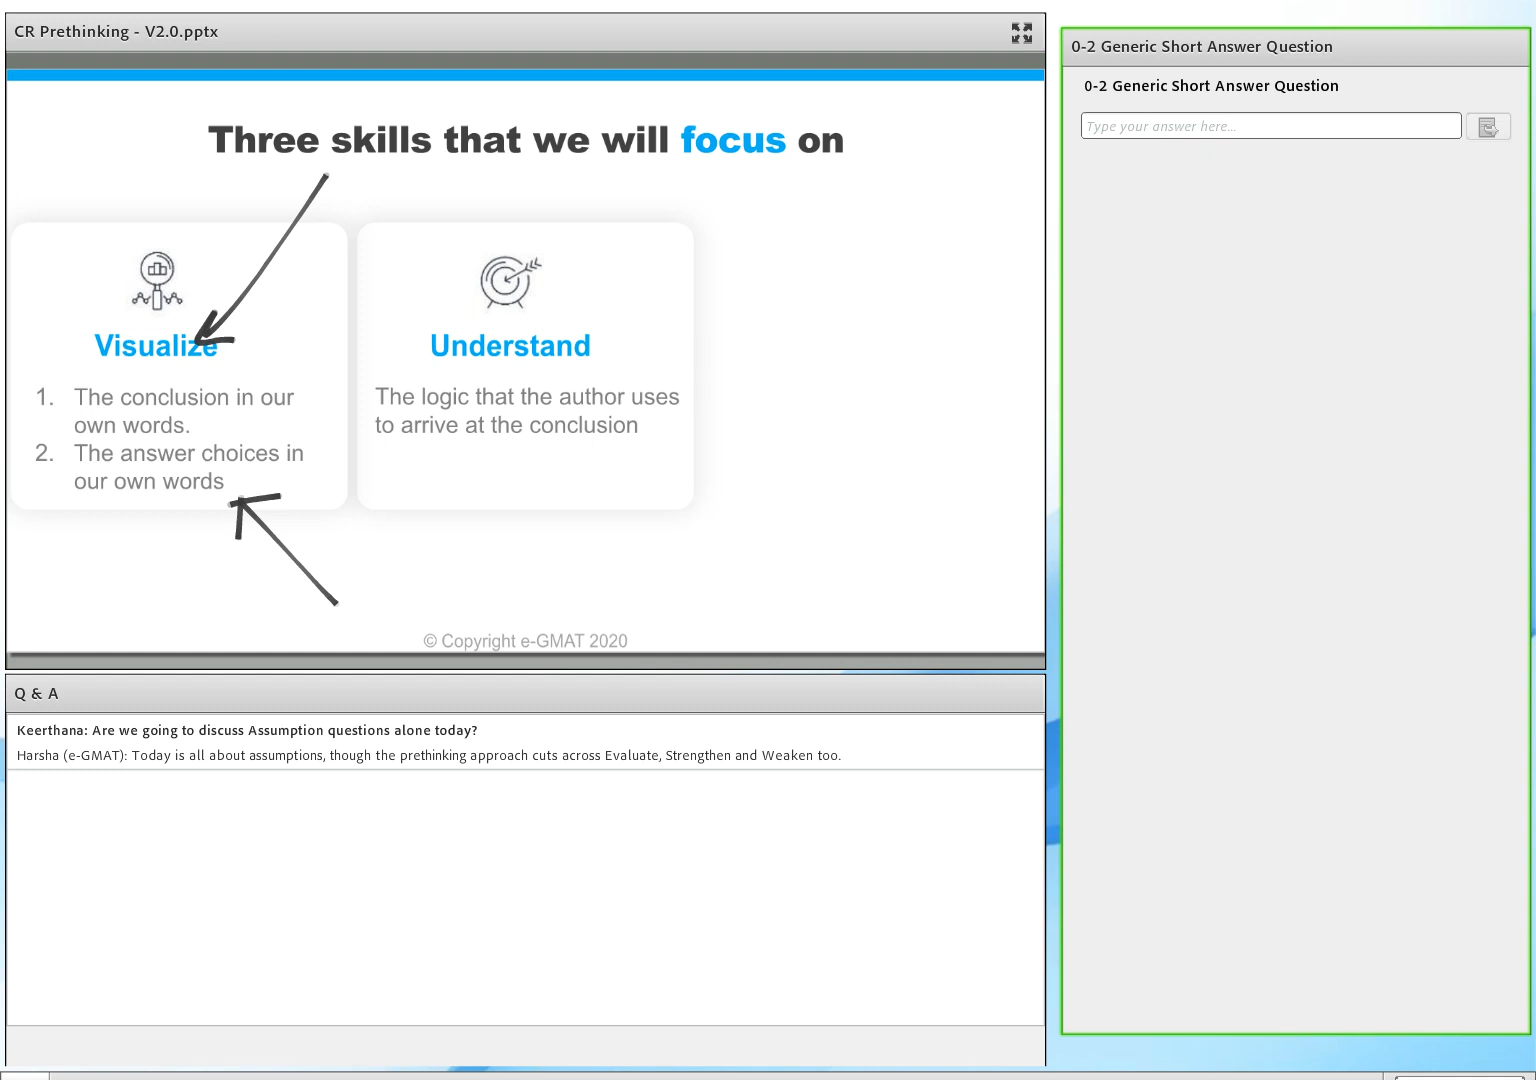 CR Prethinking - V2.0.pptx
Three skills that we will focus on
Visualize
1. The conclusion in our
own words.
2. The answer choices in
our own words
Understand
The logic that the author uses
to arrive at the conclusion
© Copyright e-GMAT 2020
Q & A
Keerthana: Are we going to discuss Assumption questions alone today?
Harsha (e-GMAT): Today is all about assumptions, though the prethinking approach cuts across Evaluate, Strengthen and Weaken too.
0-2 Generic Short Answer Question
0-2 Generic Short Answer Question
Type your answer here...